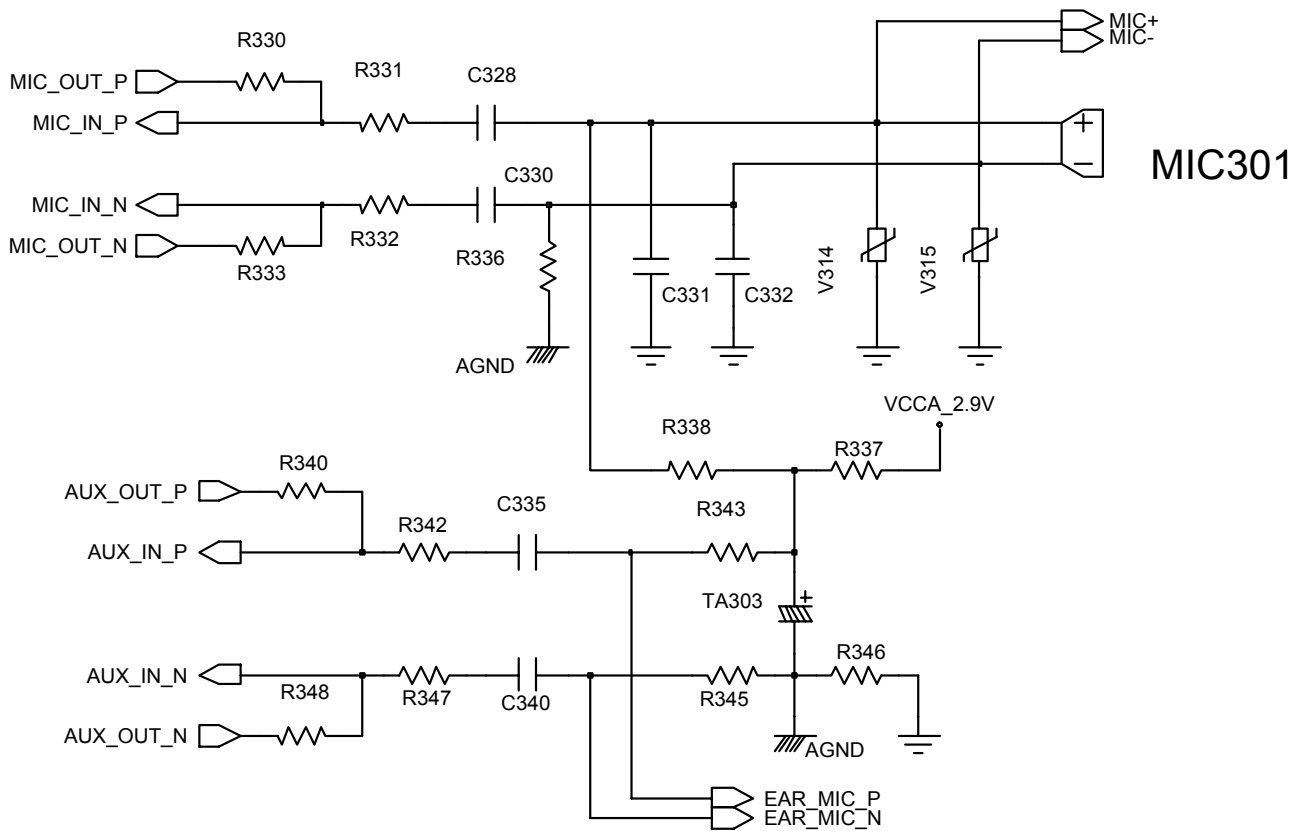 MIC+
MIC-
R330
R331
C328
MIC_OUT_P
MIC_IN_P
MIC301
C330
MIC_IN_N
MIC_OUT_N
R332
R333
R336
V314
V315
C331
C332
AGND
VCCA_2.9V
R338
R337
R340
AUX_OUT_P
C335
R343
R342
AUX_IN_P
TA303
+
R346
AUX_IN_N
R348
R347
C340
R345
AUX_OUT_N
AGND
EAR_MIC_P
EAR_MIC_N